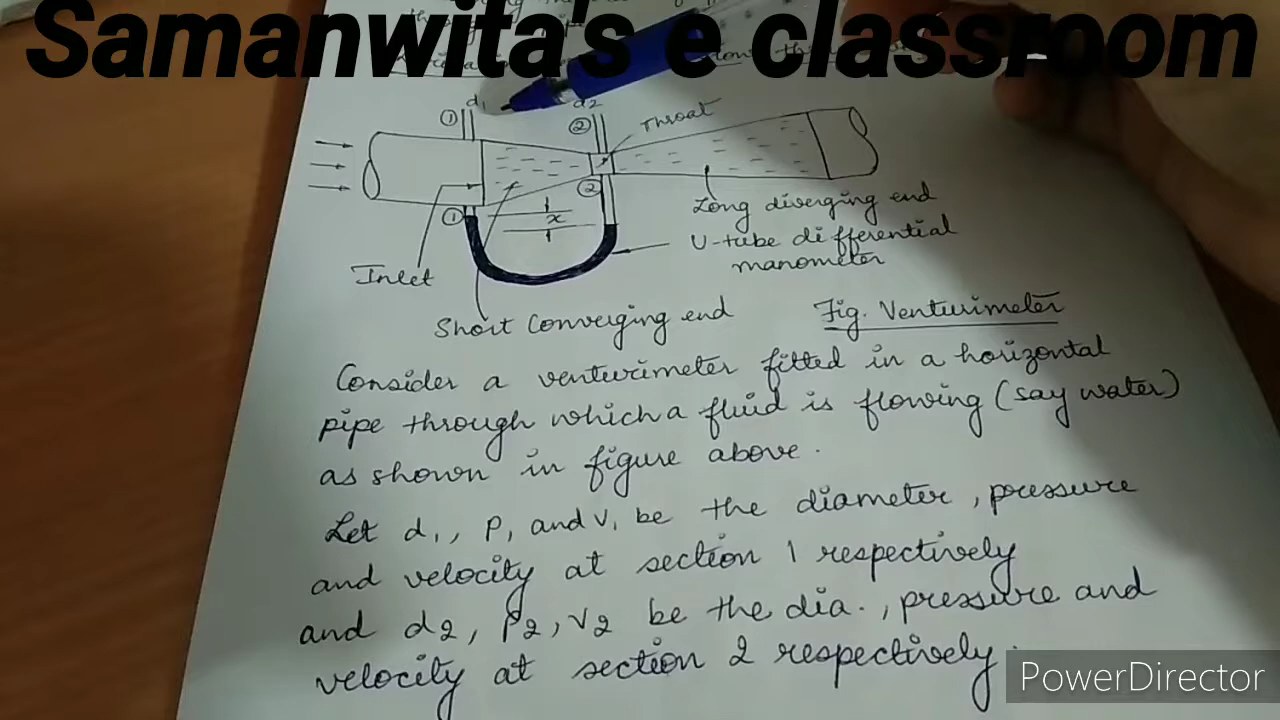 Samanwita's e classroom
① d1
d2
②
Throat
②
①
x
Long diverging end
U-tube differential
manometer
Inlet
Short Converging end
Fig. Venturimeter
Consider a venturimeter fitted in a horizontal
pipe through which a fluid is flowing (say water)
as shown in figure above.
Let d1, P1 and V1 be the diameter, pressure
and velocity at section 1 respectively
and d2, P2, V2 be the dia., pressure and
velocity at section 2 respectively.
PowerDirector